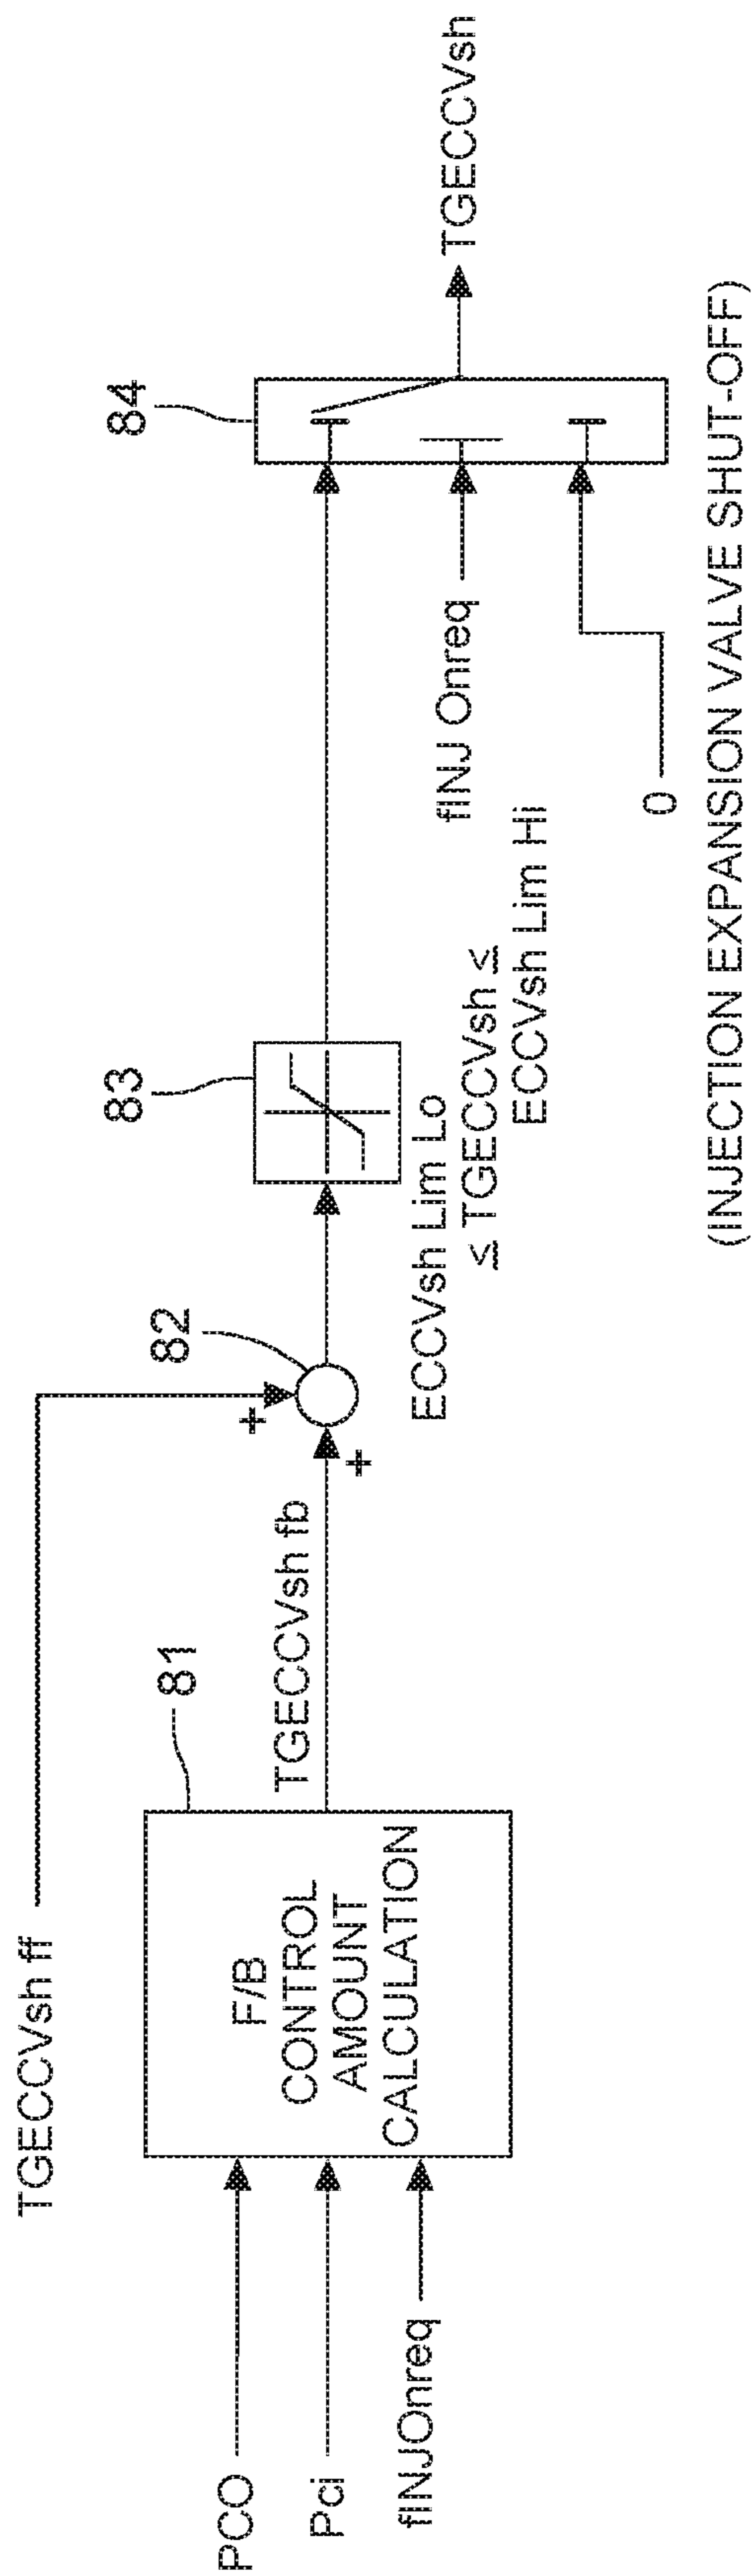 TGECCVsh ff
PCO
Pci
fINJOnreq
F/B
CONTROL
AMOUNT
CALCULATION
81
TGECCVsh fb
+
+
82
83
ECCVsh Lim Lo
≤ TGECCVsh ≤
ECCVsh Lim Hi
84
fINJ Onreq
0
(INJECTION EXPANSION VALVE SHUT-OFF)
TGECCVsh